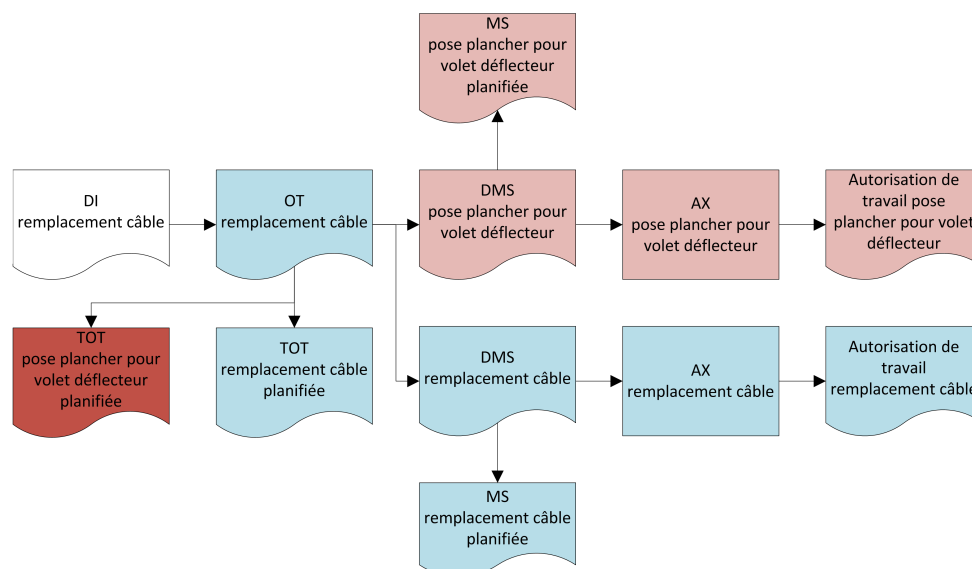 MS
pose plancher pour
volet déflecteur
planifiée
DI
remplacement câble
OT
remplacement câble
DMS
pose plancher pour
volet déflecteur
AX
pose plancher pour
volet déflecteur
Autorisation de
travail pose
plancher pour volet
déflecteur
TOT
pose plancher pour
volet déflecteur
planifiée
TOT
remplacement câble
planifiée
DMS
remplacement câble
AX
remplacement câble
Autorisation de
travail
remplacement câble
MS
remplacement câble
planifiée